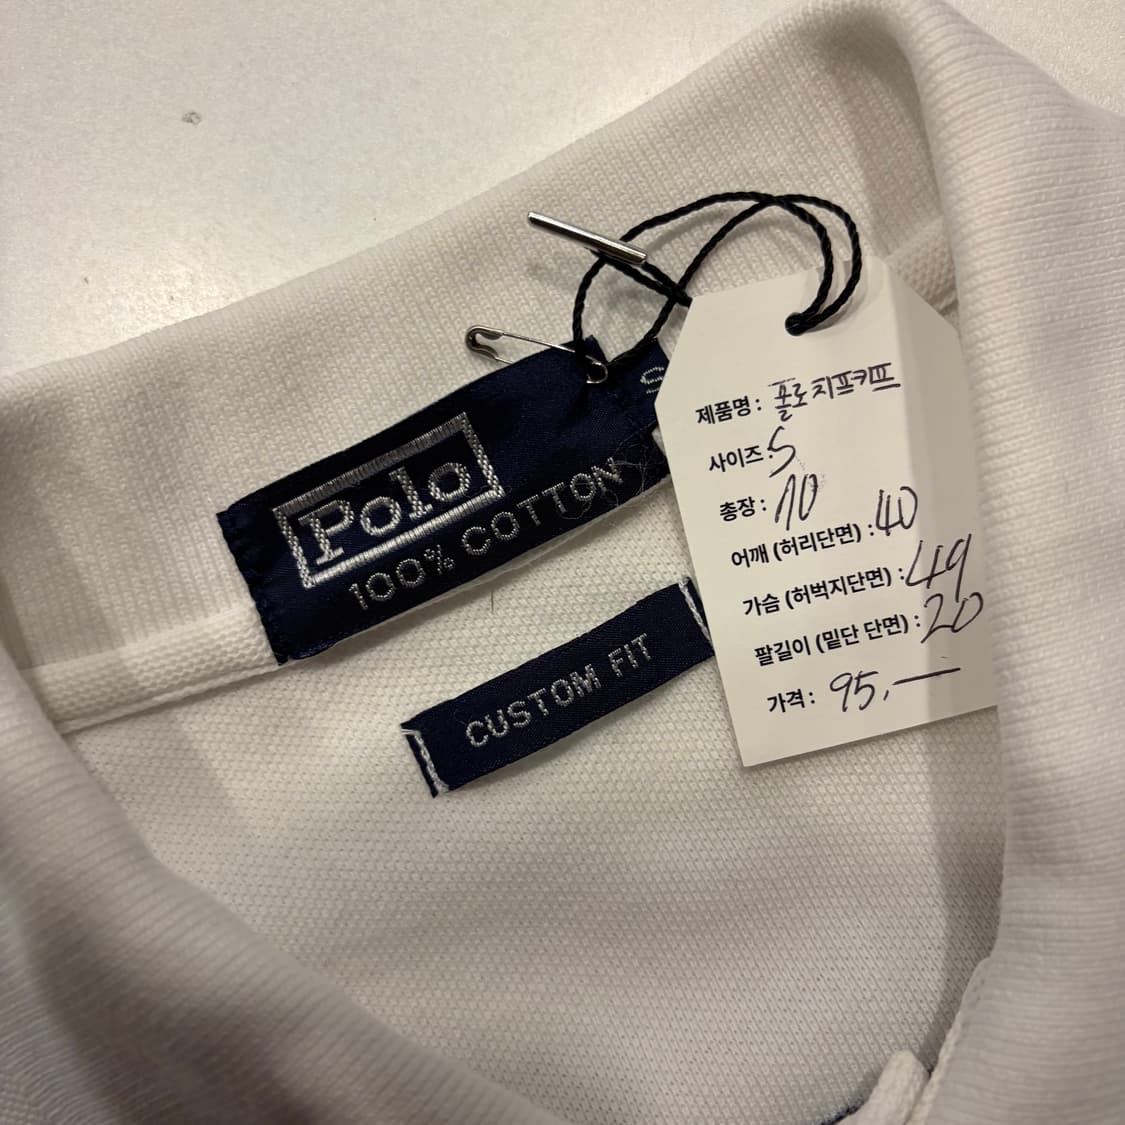 Polo
100% COTTON
S
CUSTOM FIT
제품명 : 폴로 치프키프
사이즈 : S
총장 : 70
어깨 (허리단면) : 40
가슴 (허벅지단면) : 49
팔길이 (밑단 단면) : 20
가격 : 95,—